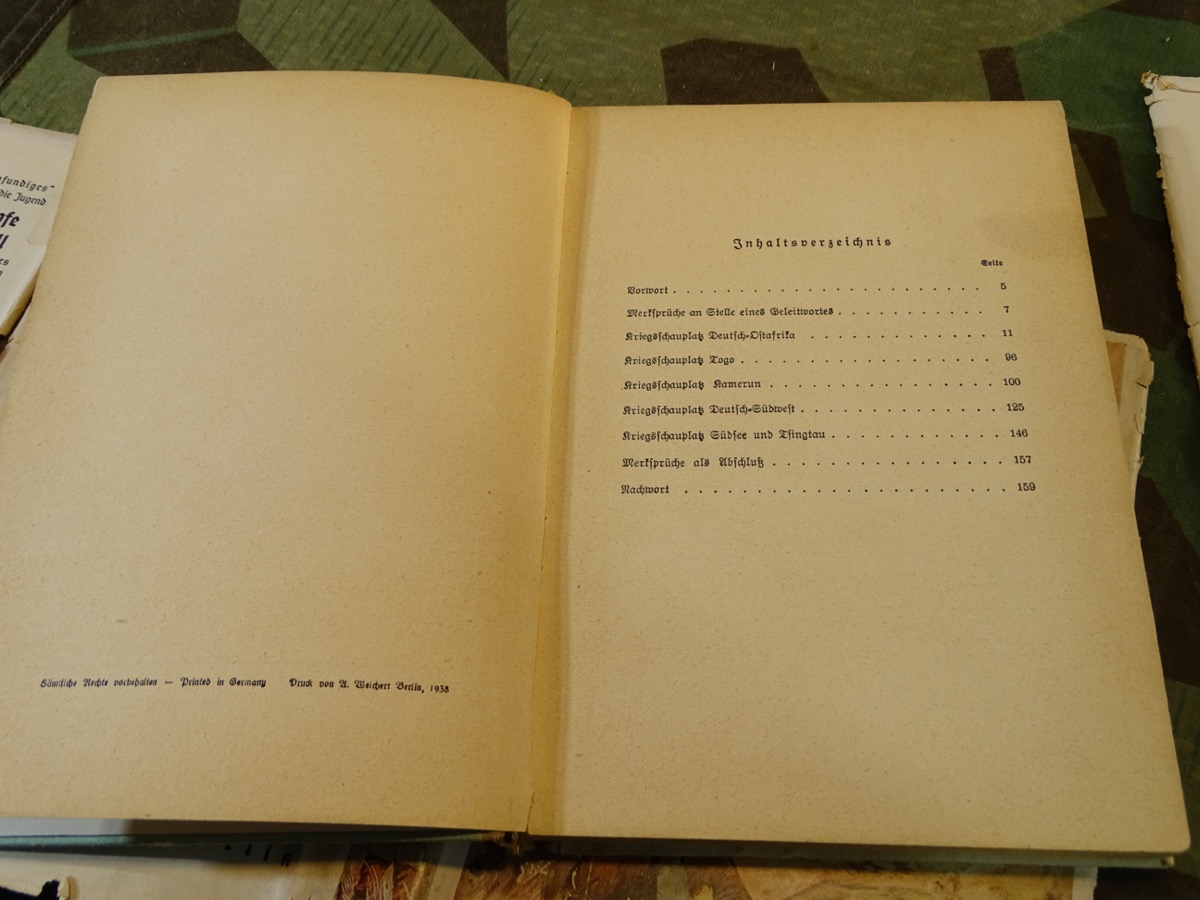 die Jugend
Sämtliche Rechte vorbehalten — Printed in Germany Druck von A. Weichert Berlin, 1938
Inhaltsverzeichnis
Seite
Vorwort . . . . . . . . . . . . . . . . . . . . . . . 5
Merksprüche an Stelle eines Geleitwortes . . . . . . . . . . . 7
Kriegsschauplatz Deutsch-Ostafrika . . . . . . . . . . . . . 11
Kriegsschauplatz Togo . . . . . . . . . . . . . . . . . . 96
Kriegsschauplatz Kamerun . . . . . . . . . . . . . . . . 100
Kriegsschauplatz Deutsch-Südwest . . . . . . . . . . . . . . 125
Kriegsschauplatz Südsee und Tsingtau . . . . . . . . . . . . 146
Merksprüche als Abschluß . . . . . . . . . . . . . . . . 157
Nachwort . . . . . . . . . . . . . . . . . . . . . . 159